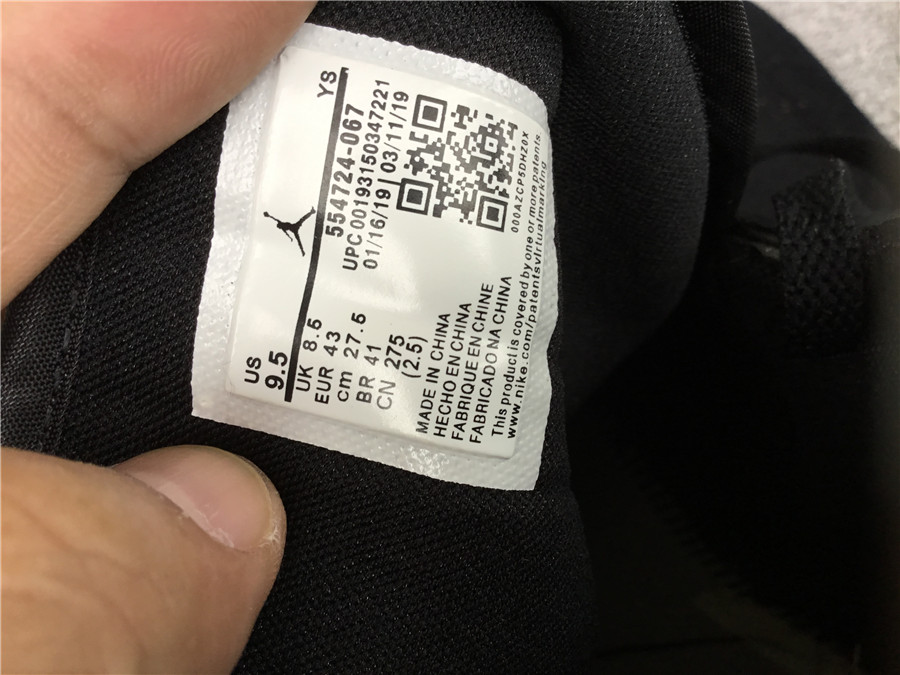 YS
554724-067
UPC 00193150347221
01/16/19 03/11/19
000AZCP5DHZ0X
US 9.5
UK 8.5
EUR 43
cm 27.5
BR 41
CN 275
(2.5)
MADE IN CHINA
HECHO EN CHINA
FABRIQUE EN CHINE
FABRICADO NA CHINA
This product is covered by one or more patents.
www.nike.com/patentsvirtualmarking